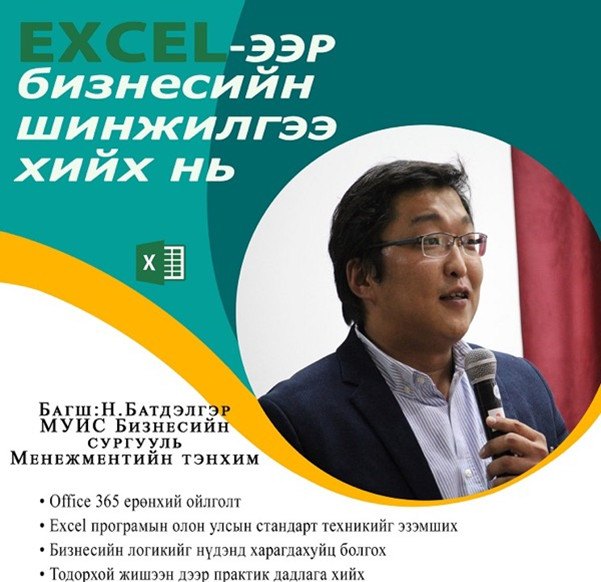 EXCEL-ЭЭР
бизнесийн
шинжилгээ
хийх нь
X
Багш:Н.Батдэлгэр
МУИС Бизнесийн
сургууль
Менежментийн тэнхим
• Office 365 ерөнхий ойлголт
• Excel програмын олон улсын стандарт техникийг эзэмших
• Бизнесийн логикийг нүдэнд харагдахуйц болгох
• Тодорхой жишээн дээр практик дадлага хийх